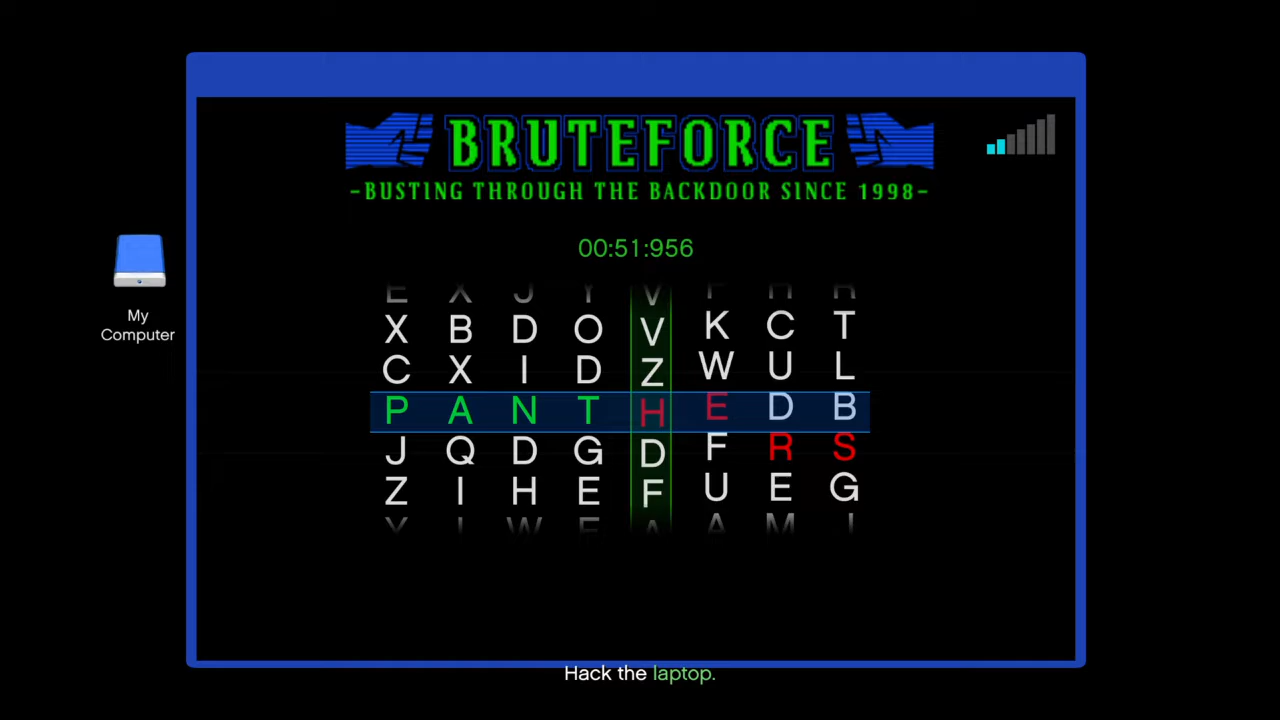 BRUTEFORCE
-BUSTING THROUGH THE BACKDOOR SINCE 1998-
00:51:956
My
Computer
X B D O V K C T
C X I D Z W U L
P A N T H E D B
J Q D G D F R S
Z I H E F U E G
Hack the laptop.